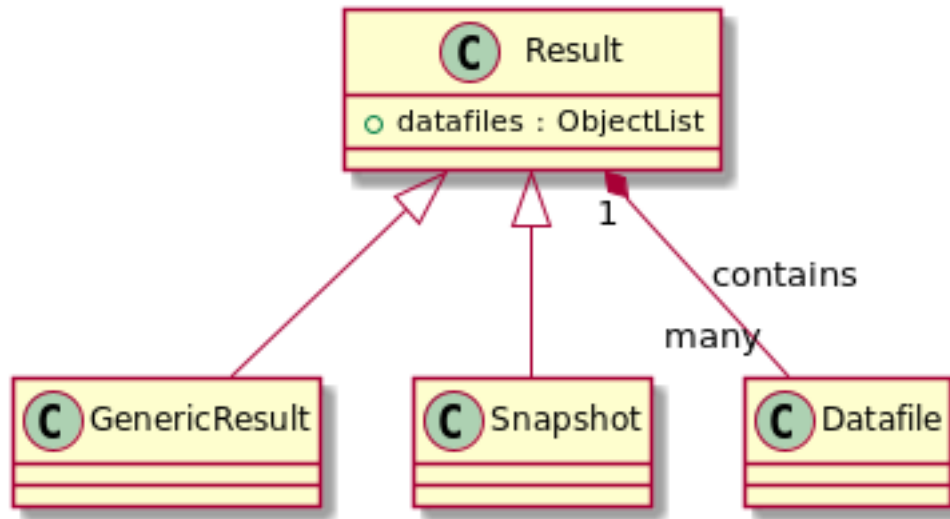 C Result
datafiles : ObjectList
1
contains
many
C GenericResult
C Snapshot
C Datafile